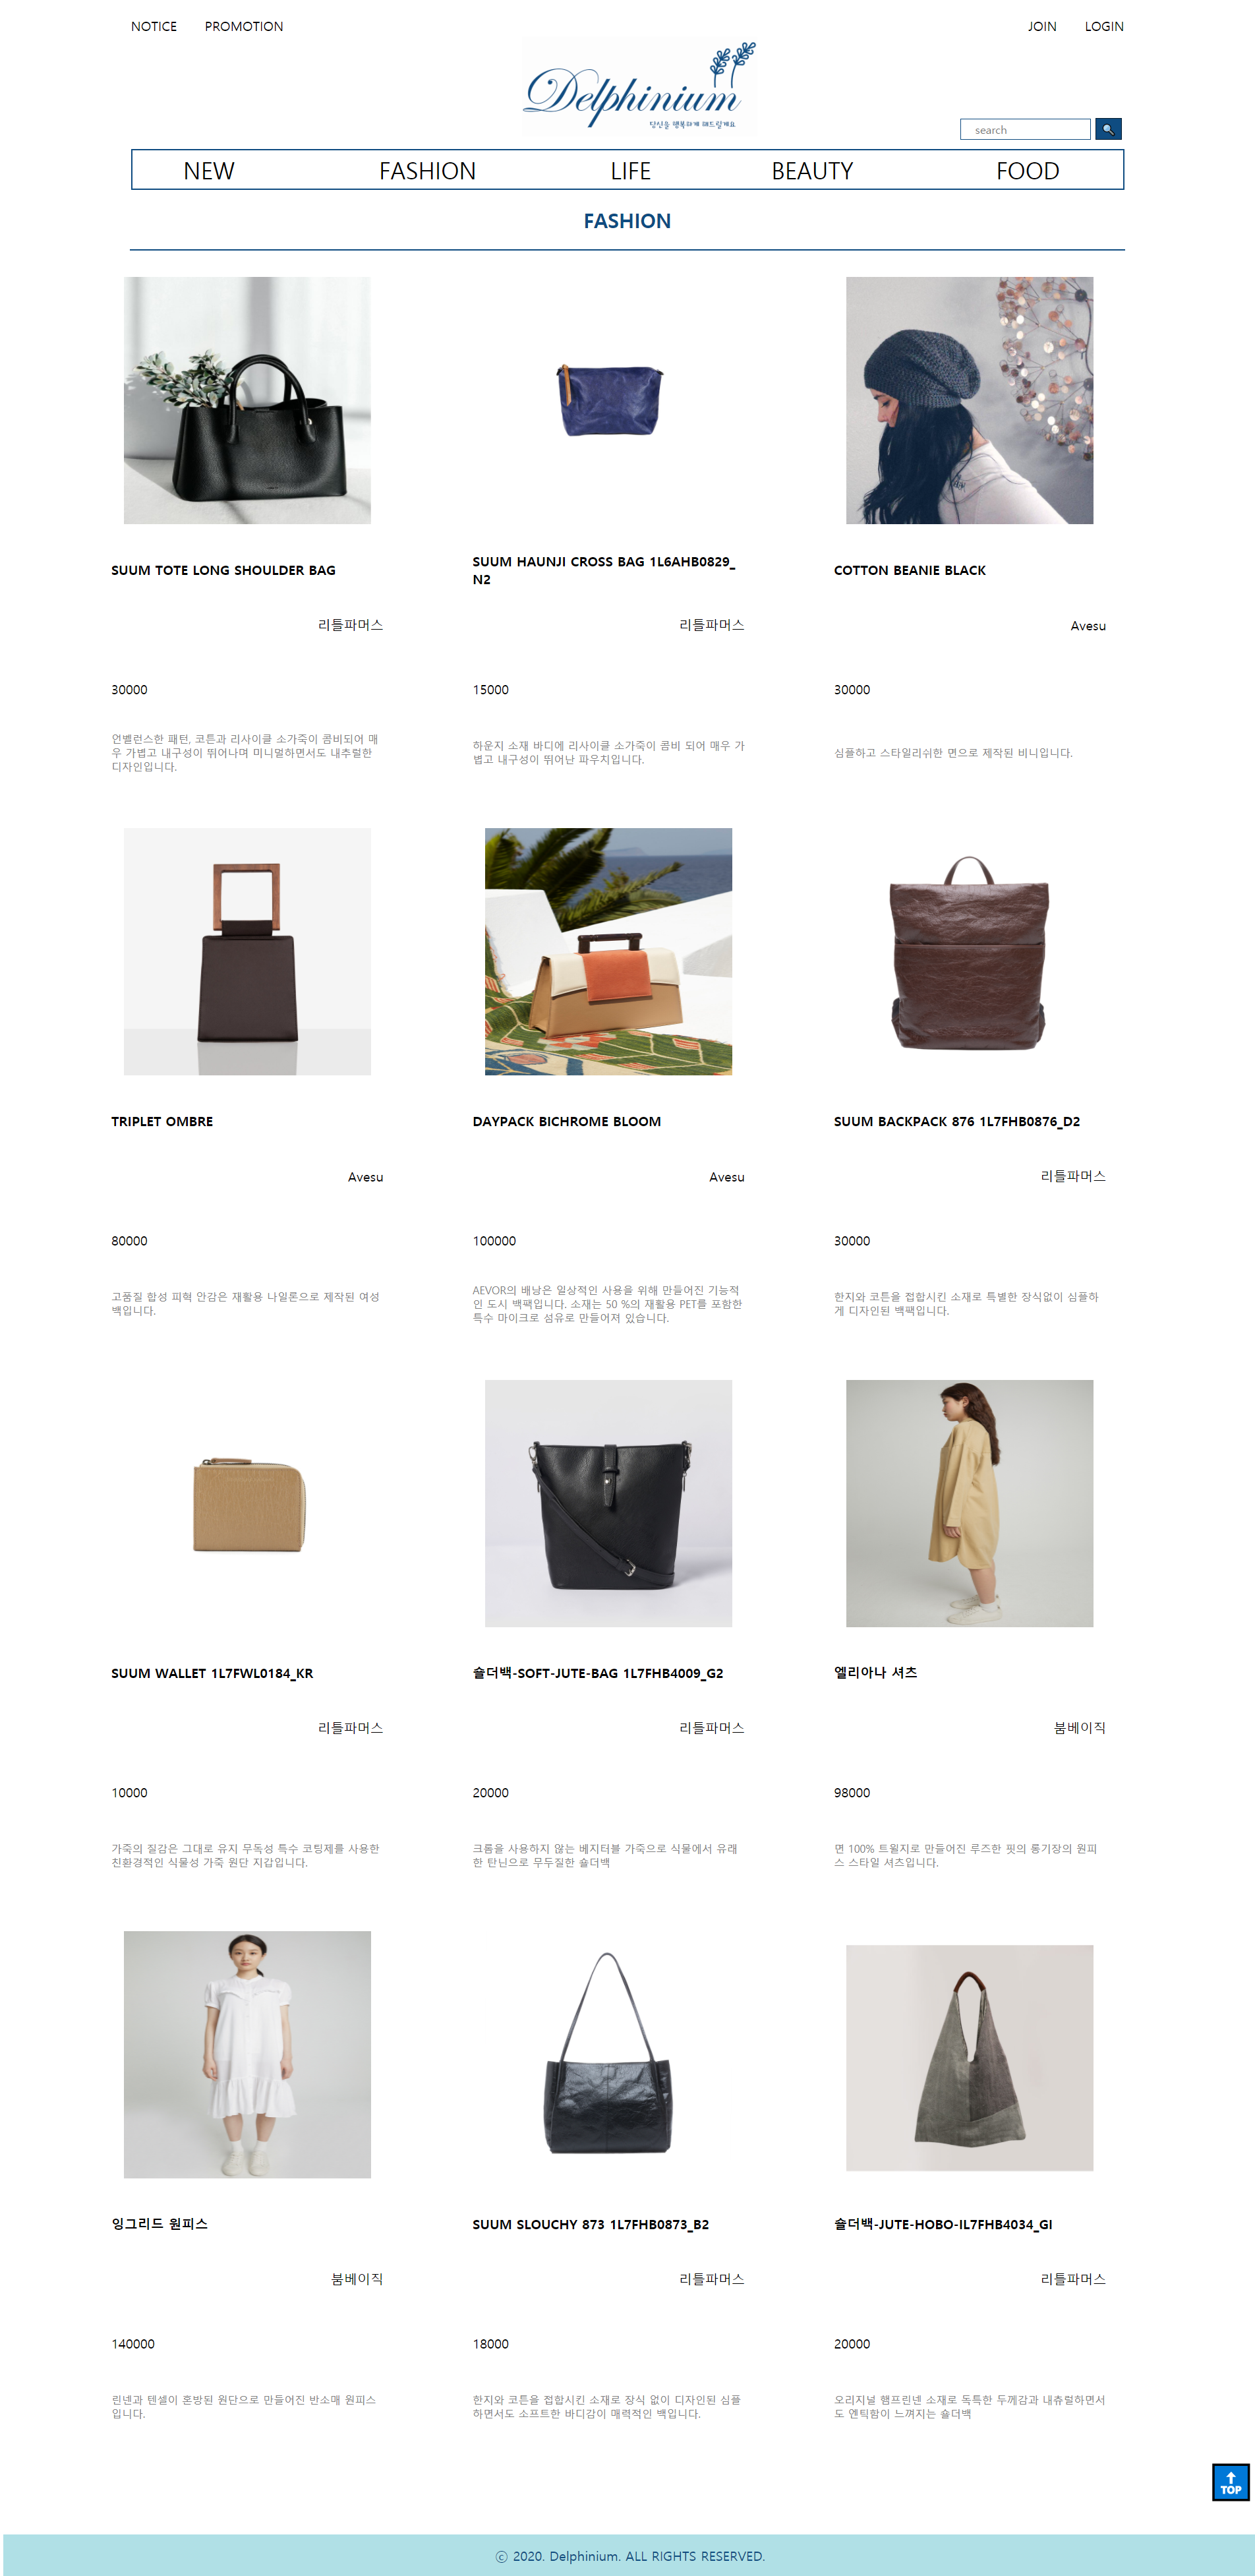 NOTICE PROMOTION JOIN LOGIN
Delphinium
당신을 행복하게 해드릴게요
search
NEW FASHION LIFE BEAUTY FOOD
FASHION
SUUM TOTE LONG SHOULDER BAG
리틀파머스
30000
언벨런스한 패턴, 코튼과 리사이클 소가죽이 콤비되어 매
우 가볍고 내구성이 뛰어나며 미니멀하면서도 내추럴한
디자인입니다.
SUUM HAUNJI CROSS BAG 1L6AHB0829_
N2
리틀파머스
15000
하운지 소재 바디에 리사이클 소가죽이 콤비 되어 매우 가
볍고 내구성이 뛰어난 파우치입니다.
COTTON BEANIE BLACK
Avesu
30000
심플하고 스타일리쉬한 면으로 제작된 비니입니다.
TRIPLET OMBRE
Avesu
80000
고품질 합성 피혁 안감은 재활용 나일론으로 제작된 여성
백입니다.
DAYPACK BICHROME BLOOM
Avesu
100000
AEVOR의 배낭은 일상적인 사용을 위해 만들어진 기능적
인 도시 백팩입니다. 소재는 50 %의 재활용 PET를 포함한
특수 마이크로 섬유로 만들어져 있습니다.
SUUM BACKPACK 876 1L7FHB0876_D2
리틀파머스
30000
한지와 코튼을 접합시킨 소재로 특별한 장식없이 심플하
게 디자인된 백팩입니다.
SUUM WALLET 1L7FWL0184_KR
리틀파머스
10000
가죽의 질감은 그대로 유지 무독성 특수 코팅제를 사용한
친환경적인 식물성 가죽 원단 지갑입니다.
숄더백-SOFT-JUTE-BAG 1L7FHB4009_G2
리틀파머스
20000
크롬을 사용하지 않는 베지터블 가죽으로 식물에서 유래
한 탄닌으로 무두질한 숄더백
엘리아나 셔츠
붐베이직
98000
면 100% 트윌지로 만들어진 루즈한 핏의 롱기장의 원피
스 스타일 셔츠입니다.
잉그리드 원피스
붐베이직
140000
린넨과 텐셀이 혼방된 원단으로 만들어진 반소매 원피스
입니다.
SUUM SLOUCHY 873 1L7FHB0873_B2
리틀파머스
18000
한지와 코튼을 접합시킨 소재로 장식 없이 디자인된 심플
하면서도 소프트한 바디감이 매력적인 백입니다.
숄더백-JUTE-HOBO-IL7FHB4034_GI
리틀파머스
20000
오리지널 햄프린넨 소재로 독특한 두께감과 내츄럴하면서
도 엔틱함이 느껴지는 숄더백
TOP
ⓒ 2020. Delphinium. ALL RIGHTS RESERVED.